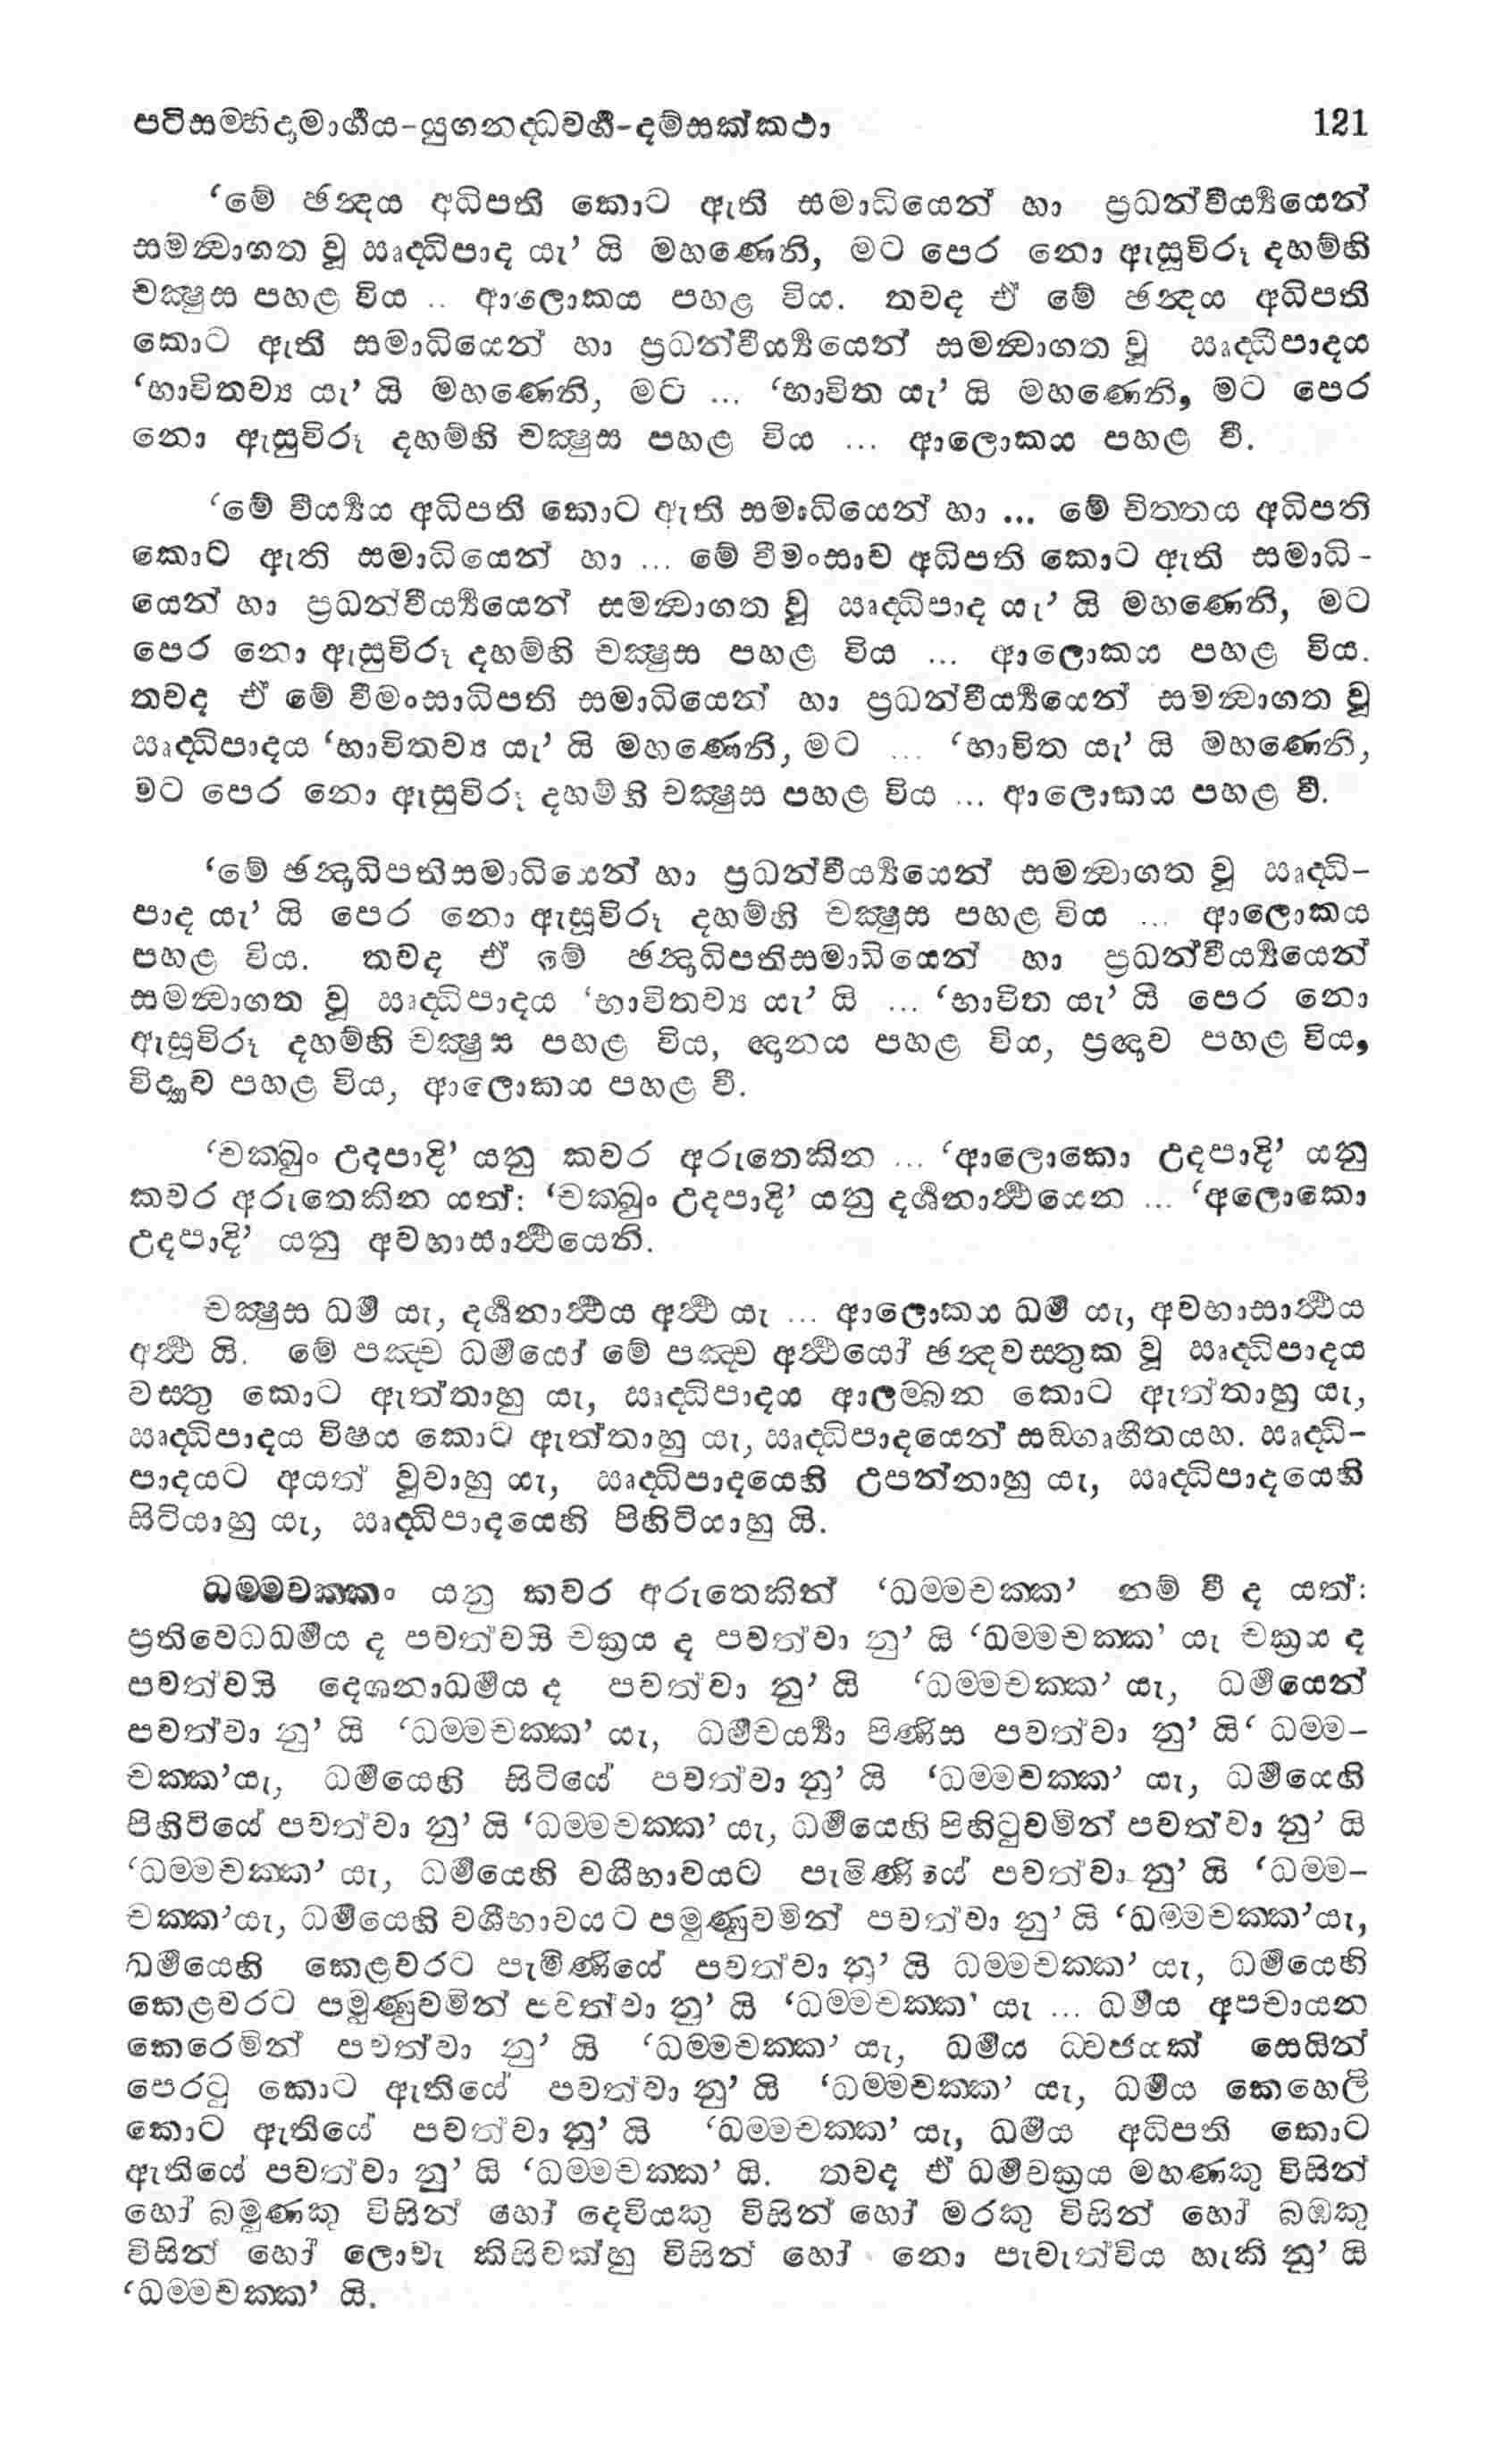 පටිසම්භිදාමාර්ගය-යුගනද්ධවර්ග-දම්සක්කථා 121
‘මේ ඡන්දය අධිපති කොට ඇති සමාධියෙන් හා ප්‍රධන්වීර්ය්‍යයෙන්
සමන්වාගත වූ ඍද්ධිපාද යැ’ යි මහණෙනි, මට පෙර නො ඇසූවිරූ දහම්හි
චක්ෂුස පහළ විය .. ආලොකය පහළ විය. තවද ඒ මේ ඡන්දය අධිපති
කොට ඇති සමාධියෙන් හා ප්‍රධන්වීර්ය්‍යයෙන් සමන්වාගත වූ ඍද්ධිපාදය
‘භාවිතව්‍ය යැ’ යි මහණෙනි, මට ... ‘භාවිත යැ’ යි මහණෙනි, මට පෙර
නො ඇසුවිරූ දහම්හි චක්ෂුස පහළ විය ... ආලොකය පහළ වී.
‘මේ වීර්ය්‍යය අධිපති කොට ඇති සමාධියෙන් හා ... මේ චිත්තය අධිපති
කොට ඇති සමාධියෙන් හා ... මේ වීමංසාව අධිපති කොට ඇති සමාධි-
යෙන් හා ප්‍රධන්වීර්ය්‍යයෙන් සමන්වාගත වූ ඍද්ධිපාද යැ’ යි මහණෙනි, මට
පෙර නො ඇසුවිරූ දහම්හි චක්ෂුස පහළ විය ... ආලොකය පහළ විය.
තවද ඒ මේ වීමංසාධිපති සමාධියෙන් හා ප්‍රධන්වීර්ය්‍යයෙන් සමන්වාගත වූ
ඍද්ධිපාදය ‘භාවිතව්‍ය යැ’ යි මහණෙනි, මට ... ‘භාවිත යැ’ යි මහණෙනි,
මට පෙර නො ඇසුවිරූ දහම්හි චක්ෂුස පහළ විය ... ආලොකය පහළ වී.
‘මේ ඡන්දාධිපතිසමාධියෙන් හා ප්‍රධන්වීර්ය්‍යයෙන් සමන්වාගත වූ ඍද්ධි-
පාද යැ’ යි පෙර නො ඇසූවිරූ දහම්හි චක්ෂුස පහළ විය ... ආලොකය
පහළ විය. තවද ඒ මේ ඡන්දාධිපතිසමාධියෙන් හා ප්‍රධන්වීර්ය්‍යයෙන්
සමන්වාගත වූ ඍද්ධිපාදය ‘භාවිතව්‍ය යැ’ යි ... ‘භාවිත යැ’ යි පෙර නො
ඇසූවිරූ දහම්හි චක්ෂුස පහළ විය, ඥානය පහළ විය, ප්‍රඥාව පහළ විය,
විද්‍යාව පහළ විය, ආලොකය පහළ වී.
‘චක්ඛුං උදපාදි’ යනු කවර අරුතෙකින ... ‘ආලොකො උදපාදි’ යනු
කවර අරුතෙකින යත්: ‘චක්ඛුං උදපාදි’ යනු දර්ශනාර්ථයෙන ... ‘අලොකො
උදපාදි’ යනු අවභාසාර්ථයෙනි.
චක්ෂුස ධර්ම යැ, දර්ශනාර්ථය අර්ථ යැ ... ආලොකය ධර්ම යැ, අවභාසාර්ථය
අර්ථ යි. මේ පඤ්ච ධර්මයෝ මේ පඤ්ච අර්ථයෝ ඡන්දවස්තුක වූ ඍද්ධිපාදය
වස්තු කොට ඇත්තාහු යැ, ඍද්ධිපාදය ආලම්බන කොට ඇත්තාහු යැ,
ඍද්ධිපාදය විෂය කොට ඇත්තාහු යැ, ඍද්ධිපාදයෙන් සඞ්ගෘහීතයහ. ඍද්ධි-
පාදයට අයත් වූවාහු යැ, ඍද්ධිපාදයෙහි උපන්නාහු යැ, ඍද්ධිපාදයෙහි
සිටියාහු යැ, ඍද්ධිපාදයෙහි පිහිටියාහු යි.
ධම්මචක්කං යනු කවර අරුතෙකින් ‘ධම්මචක්ක’ නම් වී ද යත්:
ප්‍රතිවේධධර්මය ද පවත්වයි චක්‍රය ද පවත්වා නු’ යි ‘ධම්මචක්ක’ යැ චක්‍රය ද
පවත්වයි දෙශනාධර්මය ද පවත්වා නු’ යි ‘ධම්මචක්ක’ යැ, ධර්මයෙන්
පවත්වා නු’ යි ‘ධම්මචක්ක’ යැ, ධර්මචර්ය්‍යා පිණිස පවත්වා නු’ යි‘ ධම්ම-
චක්ක’යැ, ධර්මයෙහි සිටියේ පවත්වා නු’ යි ‘ධම්මචක්ක’ යැ, ධර්මයෙහි
පිහිටියේ පවත්වා නු’ යි ‘ධම්මචක්ක’ යැ, ධර්මයෙහි පිහිටුවමින් පවත්වා නු’ යි
‘ධම්මචක්ක’ යැ, ධර්මයෙහි වශීභාවයට පැමිණියේ පවත්වා නු’ යි ‘ධම්ම-
චක්ක’යැ, ධර්මයෙහි වශීභාවයට පමුණුවමින් පවත්වා නු’ යි ‘ධම්මචක්ක’යැ,
ධර්මයෙහි කෙළවරට පැමිණියේ පවත්වා නු’ යි ධම්මචක්ක’ යැ, ධර්මයෙහි
කෙළවරට පමුණුවමින් පවත්වා නු’ යි ‘ධම්මචක්ක’ යැ ... ධර්මය අපචායන
කෙරෙමින් පවත්වා නු’ යි ‘ධම්මචක්ක’ යැ, ධර්මය ධ්වජයක් සෙයින්
පෙරටු කොට ඇතියේ පවත්වා නු’ යි ‘ධම්මචක්ක’ යැ, ධර්මය කෙහෙලි
කොට ඇතියේ පවත්වා නු’ යි ‘ධම්මචක්ක’ යැ, ධර්මය අධිපති කොට
ඇතියේ පවත්වා නු’ යි ‘ධම්මචක්ක’ යි. තවද ඒ ධර්මචක්‍රය මහණකු විසින්
හෝ බමුණකු විසින් හෝ දෙවියකු විසින් හෝ මරකු විසින් හෝ බඹකු
විසින් හෝ ලොවැ කිසිවක්හු විසින් හෝ නො පැවැත්විය හැකි නු’ යි
‘ධම්මචක්ක’ යි.